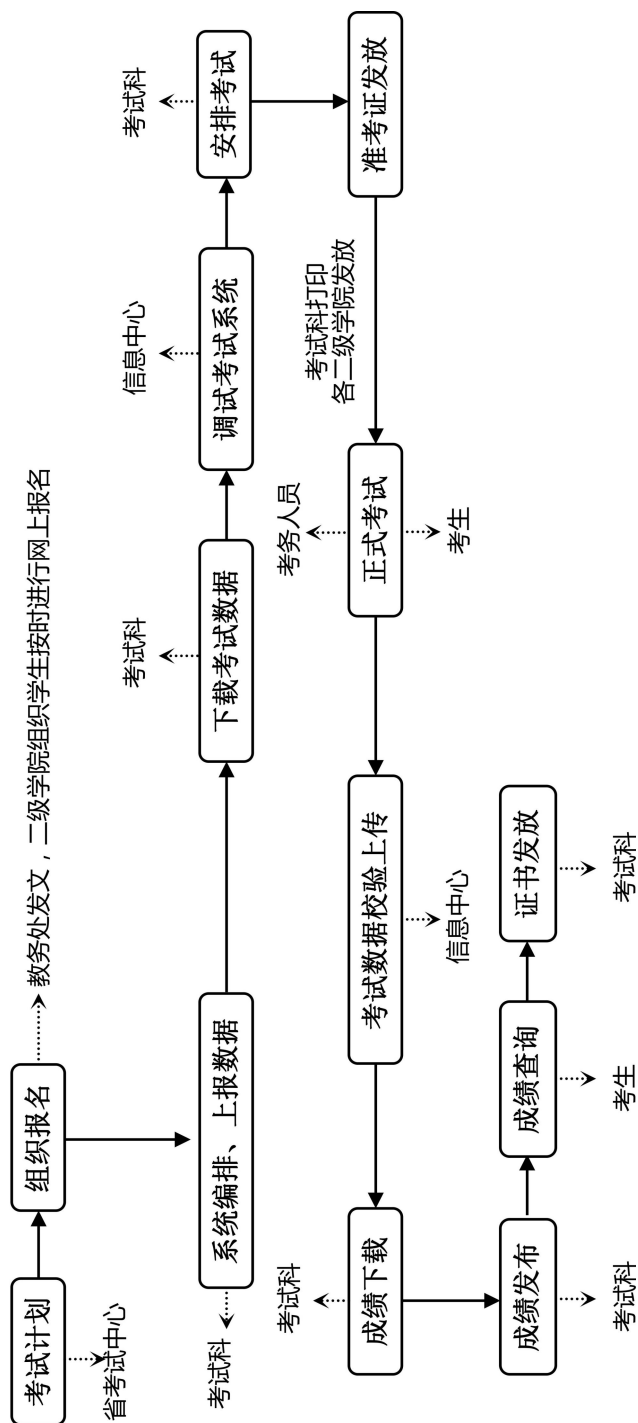 考试计划
省考试中心
组织报名
教务处发文，二级学院组织学生按时进行网上报名
系统编排、上报数据
考试科
下载考试数据
考试科
调试考试系统
信息中心
安排考试
考试科
准考证发放
考试科打印
各二级学院发放
正式考试
考务人员
考生
考试数据校验上传
信息中心
成绩下载
考试科
成绩发布
考试科
成绩查询
考生
证书发放
考试科